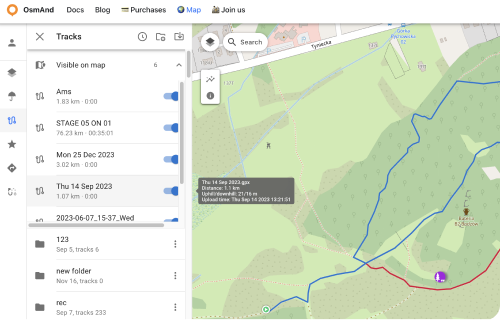 OsmAnd
Docs
Blog
Purchases
Map
Join us
Tracks
Visible on map
6
Ams
1.83 km · 0:00
STAGE 05 ON 01
76.23 km · 00:35:01
Mon 25 Dec 2023
3.02 km · 0:00
Thu 14 Sep 2023
1.07 km · 0:00
2023-06-07_15-37_Wed
123
Sep 5, tracks 6
new folder
Nov 16, tracks 0
rec
Sep 7, tracks 233
Search
Tyniecka
Thu 14 Sep 2023.gpx
Distance: 1.1 km
Uphill/downhill: 21/16 m
Upload time: Thu Sep 14 2023 13:21:51